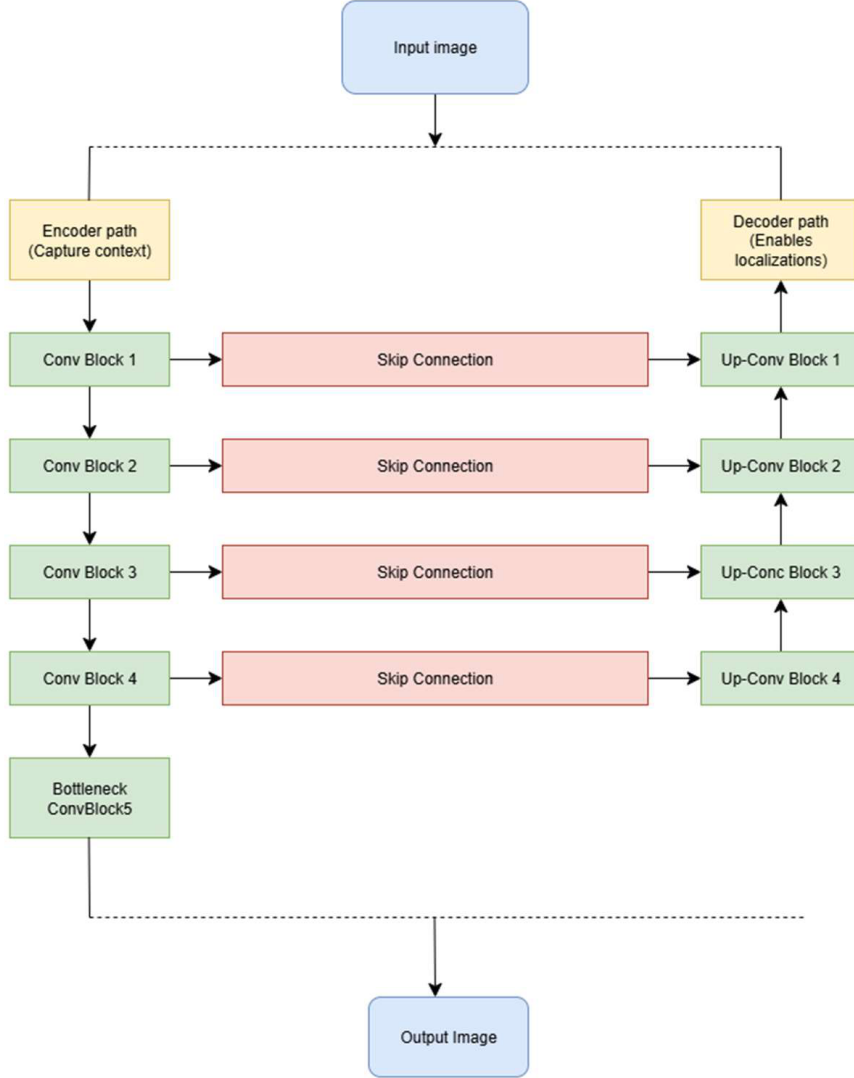 Input image
Encoder path
(Capture context)
Decoder path
(Enables
localizations)
Conv Block 1
Skip Connection
Up-Conv Block 1
Conv Block 2
Skip Connection
Up-Conv Block 2
Conv Block 3
Skip Connection
Up-Conc Block 3
Conv Block 4
Skip Connection
Up-Conv Block 4
Bottleneck
ConvBlock5
Output Image